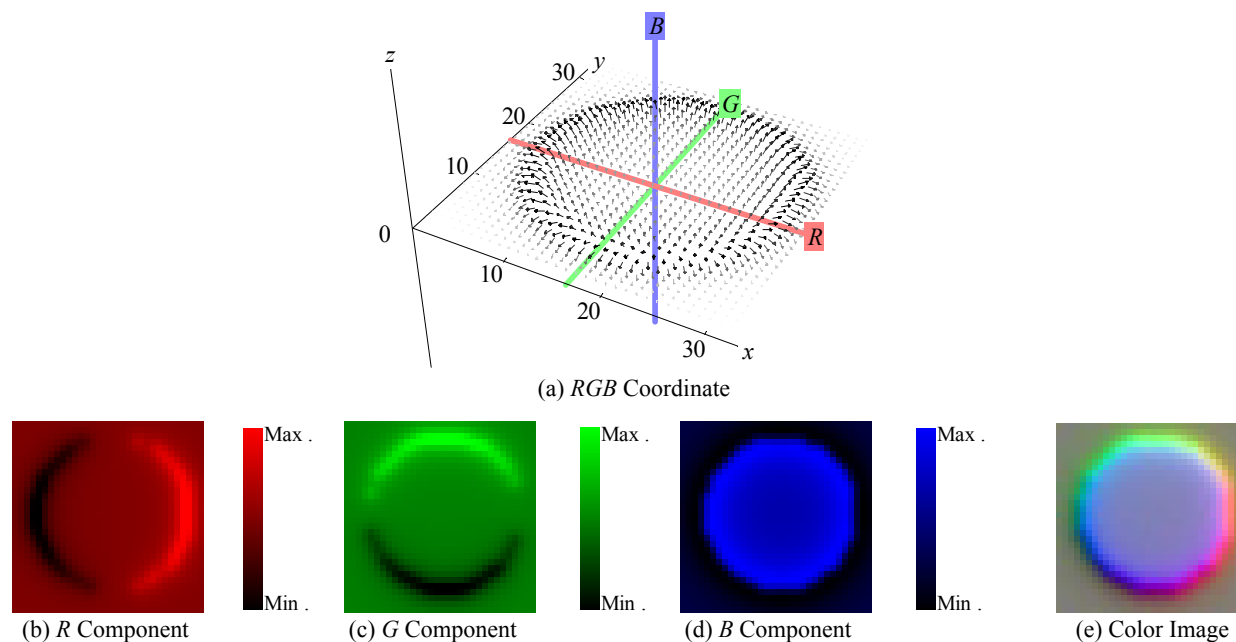 B
z
y
30
G
20
10
0
R
10
20
30
x
(a) RGB Coordinate
Max .
Min .
(b) R Component
Max .
Min .
(c) G Component
Max .
Min .
(d) B Component
(e) Color Image